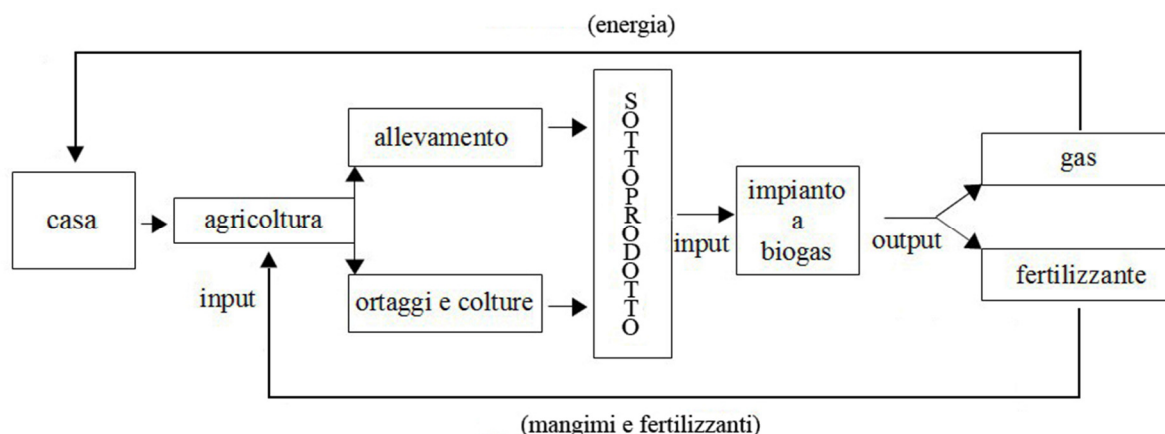 (energia)
casa
agricoltura
allevamento
ortaggi e colture
SOTTOPRODOTTO
input
impianto
a
biogas
output
gas
fertilizzante
input
(mangimi e fertilizzanti)